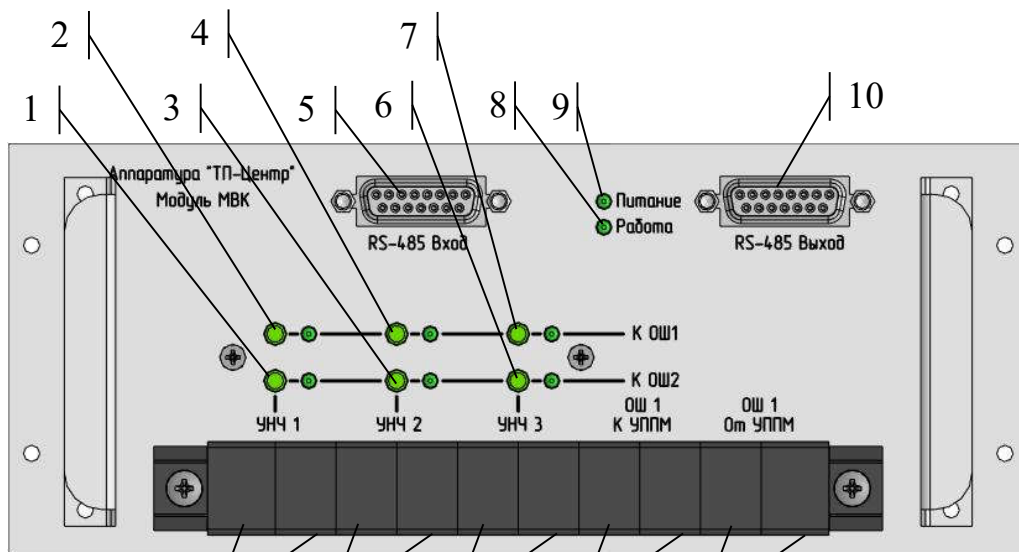 2
4
7
1
3
5
6
8
9
10
Аппаратура "ТП-Центр"
Модуль МВК
RS-485 Вход
Питание
Работа
RS-485 Выход
К ОШ1
К ОШ2
УНЧ 1
УНЧ 2
УНЧ 3
ОШ 1
К УППМ
ОШ 1
От УППМ